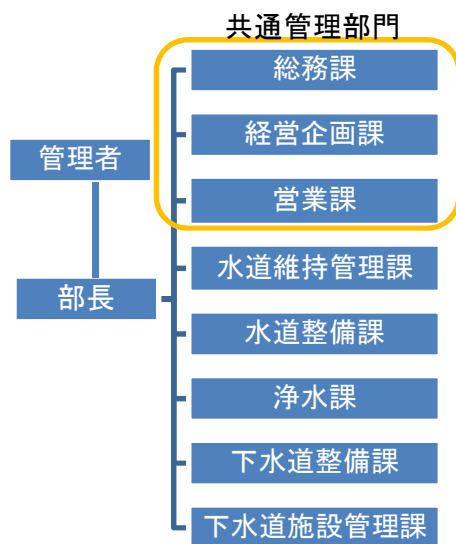 共通管理部門
総務課
経営企画課
営業課
管理者
部長
水道維持管理課
水道整備課
浄水課
下水道整備課
下水道施設管理課